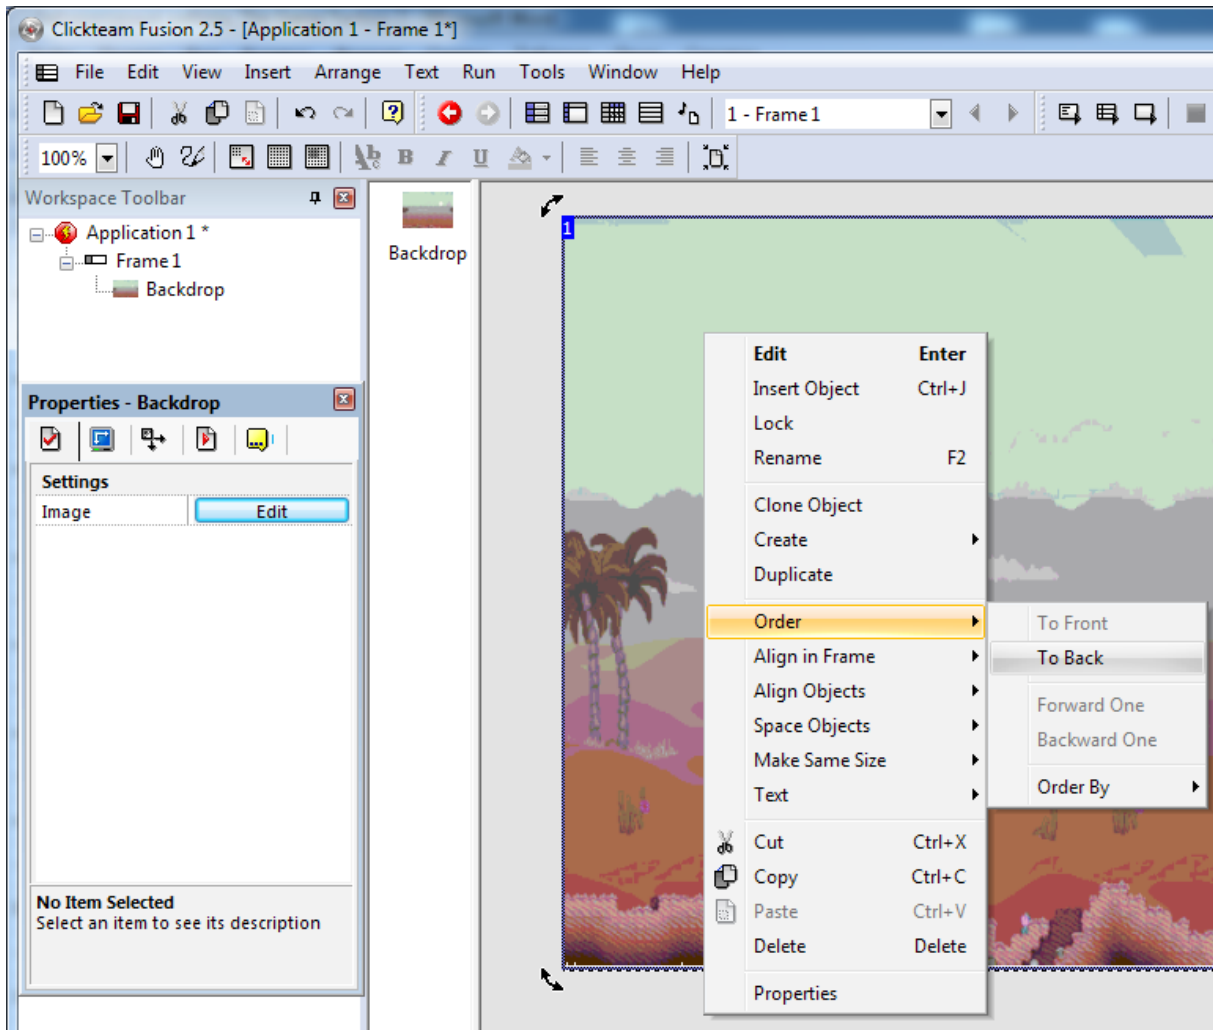 Clickteam Fusion 2.5 - [Application 1 - Frame 1*]
File Edit View Insert Arrange Text Run Tools Window Help
1 - Frame 1
100% B I U
Workspace Toolbar
Application 1 *
Frame 1
Backdrop
Backdrop
1
Properties - Backdrop
Settings
Image Edit
No Item Selected
Select an item to see its description
Edit Enter
Insert Object Ctrl+J
Lock
Rename F2
Clone Object
Create
Duplicate
Order
Align in Frame
Align Objects
Space Objects
Make Same Size
Text
Cut Ctrl+X
Copy Ctrl+C
Paste Ctrl+V
Delete Delete
Properties
To Front
To Back
Forward One
Backward One
Order By